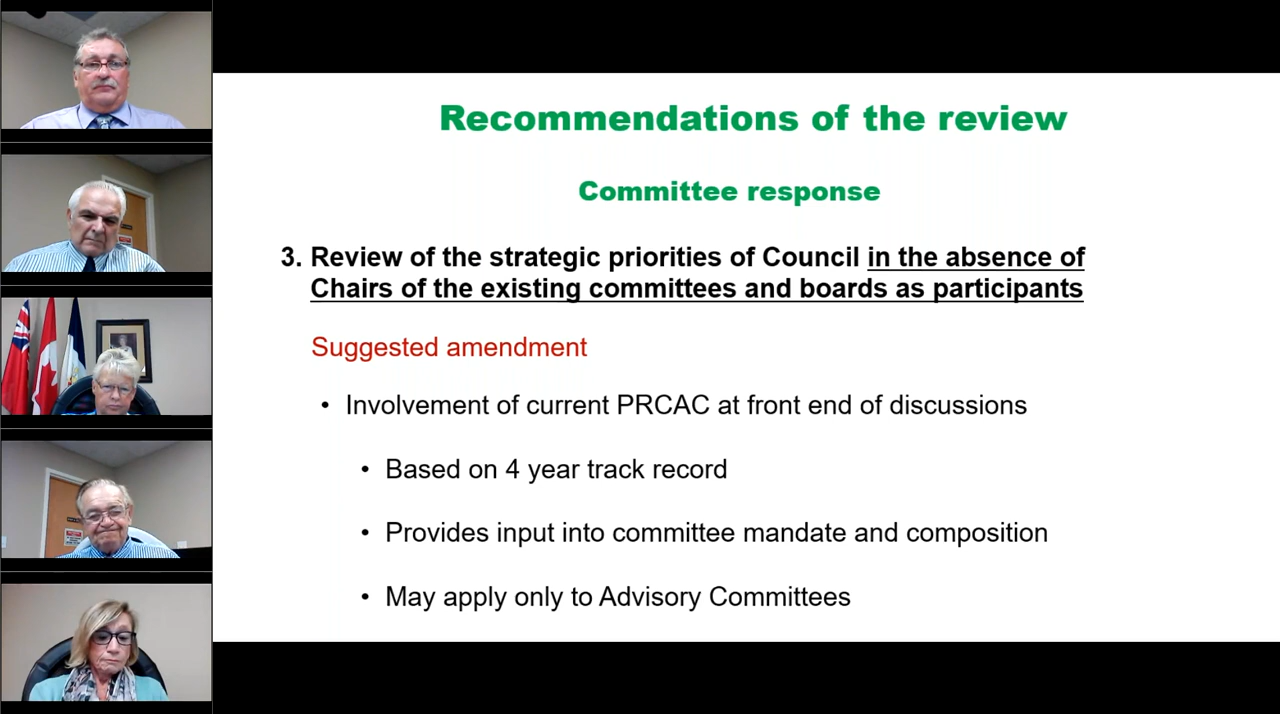 Recommendations of the review
Committee response
3. Review of the strategic priorities of Council in the absence of
Chairs of the existing committees and boards as participants
Suggested amendment
• Involvement of current PRCAC at front end of discussions
• Based on 4 year track record
• Provides input into committee mandate and composition
• May apply only to Advisory Committees